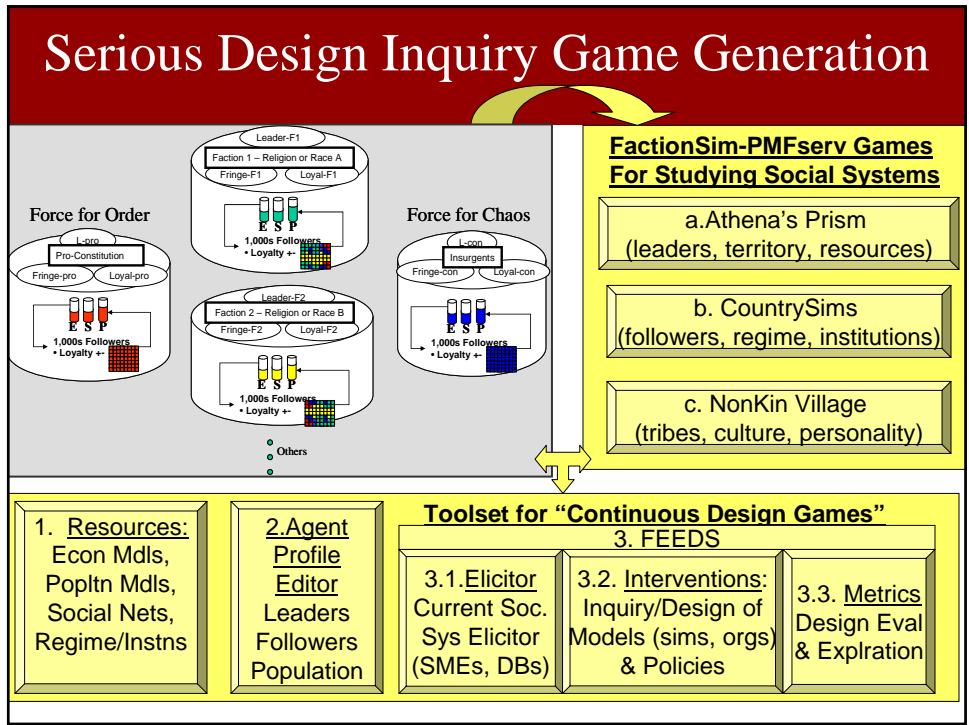 Serious Design Inquiry Game Generation
Force for Order
L-pro
Pro-Constitution
Fringe-pro Loyal-pro
E S P
1,000s Followers
• Loyalty +-
Leader-F1
Faction 1 – Religion or Race A
Fringe-F1 Loyal-F1
E S P
1,000s Followers
• Loyalty +-
Leader-F2
Faction 2 – Religion or Race B
Fringe-F2 Loyal-F2
E S P
1,000s Followers
• Loyalty +-
Others
Force for Chaos
L-con
Insurgents
Fringe-con Loyal-con
E S P
1,000s Followers
• Loyalty +-
FactionSim-PMFserv Games
For Studying Social Systems
a.Athena’s Prism
(leaders, territory, resources)
b. CountrySims
(followers, regime, institutions)
c. NonKin Village
(tribes, culture, personality)
1. Resources:
Econ Mdls,
Popltn Mdls,
Social Nets,
Regime/Instns
2.Agent
Profile
Editor
Leaders
Followers
Population
Toolset for “Continuous Design Games”
3. FEEDS
3.1.Elicitor
Current Soc.
Sys Elicitor
(SMEs, DBs)
3.2. Interventions:
Inquiry/Design of
Models (sims, orgs)
& Policies
3.3. Metrics
Design Eval
& Explration